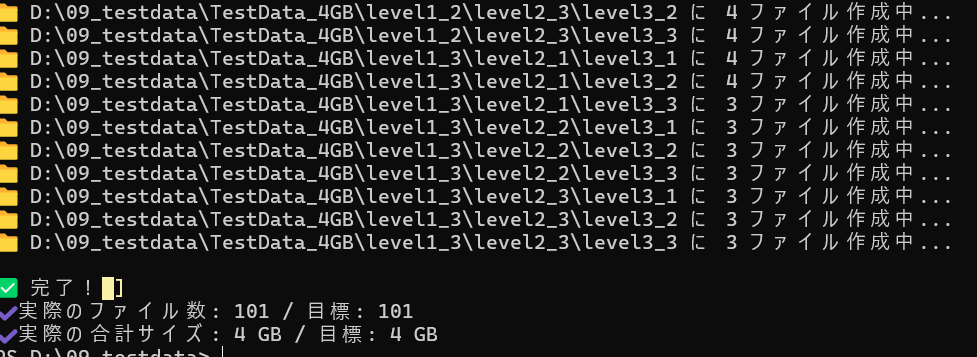 D:\09_testdata\TestData_4GB\level1_2\level2_3\level3_2 に 4 ファイル作成中...
D:\09_testdata\TestData_4GB\level1_2\level2_3\level3_3 に 4 ファイル作成中...
D:\09_testdata\TestData_4GB\level1_3\level2_1\level3_1 に 4 ファイル作成中...
D:\09_testdata\TestData_4GB\level1_3\level2_1\level3_2 に 4 ファイル作成中...
D:\09_testdata\TestData_4GB\level1_3\level2_1\level3_3 に 3 ファイル作成中...
D:\09_testdata\TestData_4GB\level1_3\level2_2\level3_1 に 3 ファイル作成中...
D:\09_testdata\TestData_4GB\level1_3\level2_2\level3_2 に 3 ファイル作成中...
D:\09_testdata\TestData_4GB\level1_3\level2_2\level3_3 に 3 ファイル作成中...
D:\09_testdata\TestData_4GB\level1_3\level2_3\level3_1 に 3 ファイル作成中...
D:\09_testdata\TestData_4GB\level1_3\level2_3\level3_2 に 3 ファイル作成中...
D:\09_testdata\TestData_4GB\level1_3\level2_3\level3_3 に 3 ファイル作成中...
✅ 完了! ]
✔実際のファイル数: 101 / 目標: 101
✔実際の合計サイズ: 4 GB / 目標: 4 GB
PS D:\09_testdata>